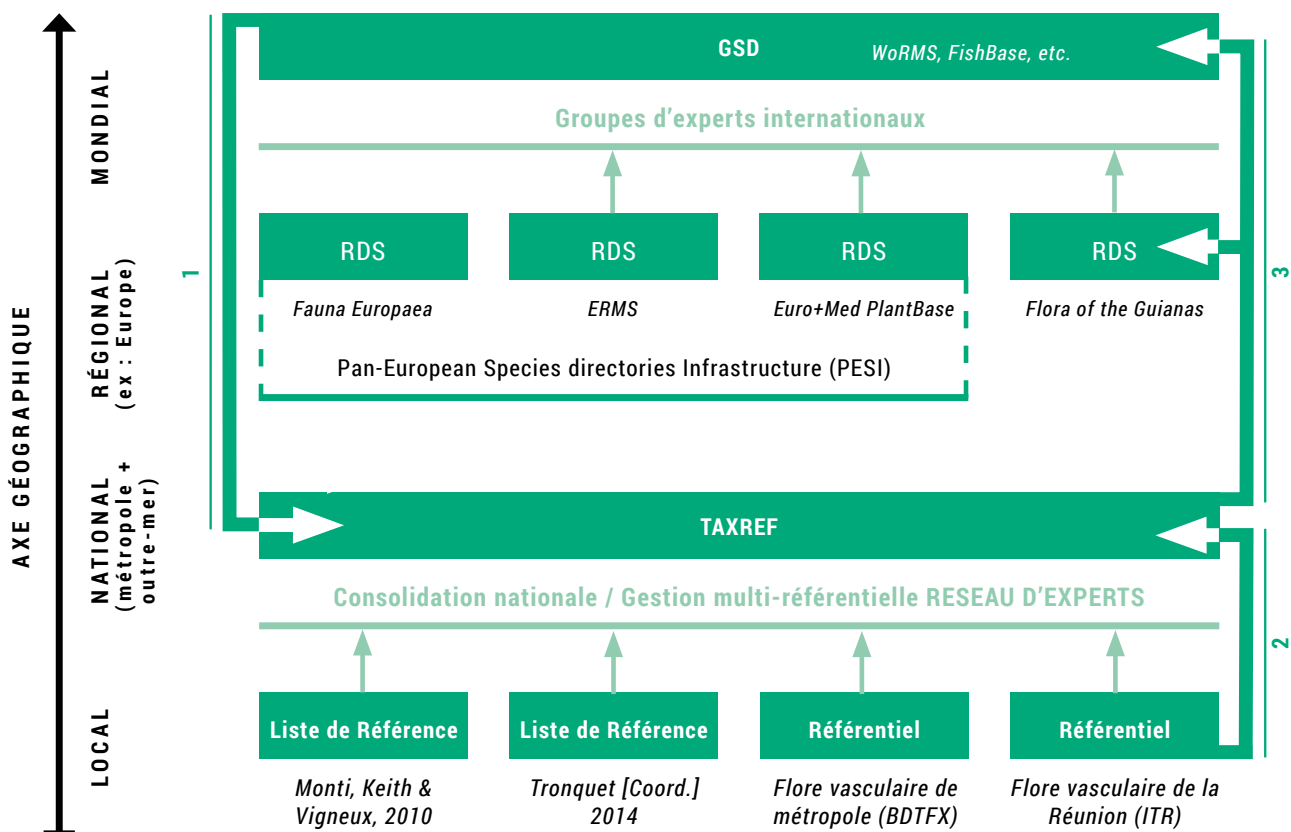 AXE GÉOGRAPHIQUE
MONDIAL
RÉGIONAL
(ex : Europe)
NATIONAL
(métropole +
outre-mer)
LOCAL
1
GSD
WoRMS, FishBase, etc.
Groupes d'experts internationaux
RDS
RDS
RDS
RDS
Fauna Europaea
ERMS
Euro+Med PlantBase
Flora of the Guianas
Pan-European Species directories Infrastructure (PESI)
3
TAXREF
Consolidation nationale / Gestion multi-référentielle RESEAU D'EXPERTS
2
Liste de Référence
Liste de Référence
Référentiel
Référentiel
Monti, Keith &
Vigneux, 2010
Tronquet [Coord.]
2014
Flore vasculaire de
métropole (BDTFX)
Flore vasculaire de la
Réunion (ITR)